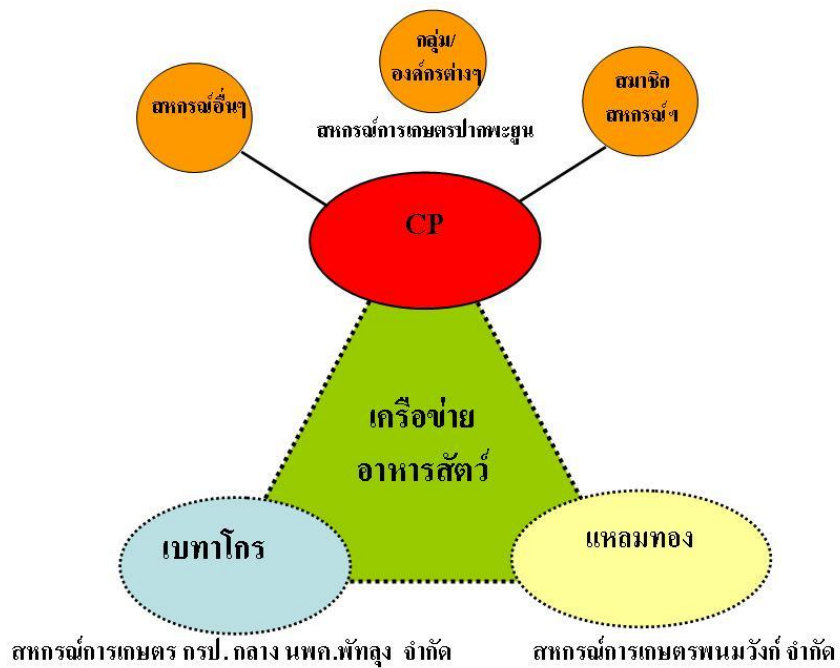 กลุ่ม/
องค์กรต่างๆ
สหกรณ์อื่นๆ
สมาชิก
สหกรณ์ฯ
สหกรณ์การเกษตรปากพะยูน
CP
เครือข่าย
อาหารสัตว์
เบทาโกร
แหลมทอง
สหกรณ์การเกษตร กรป. กลาง นพค.พัทลุง จำกัด
สหกรณ์การเกษตรพนมวังก์ จำกัด